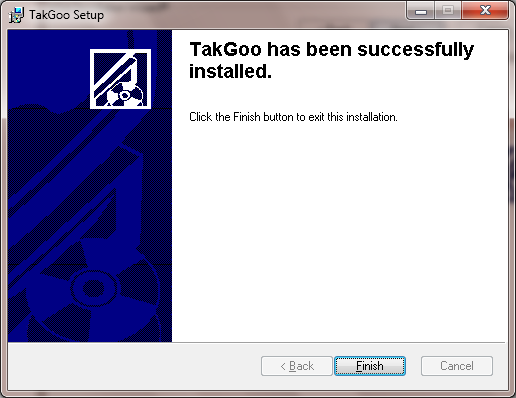 TakGoo Setup
TakGoo has been successfully
installed.
Click the Finish button to exit this installation.
< Back
Finish
Cancel